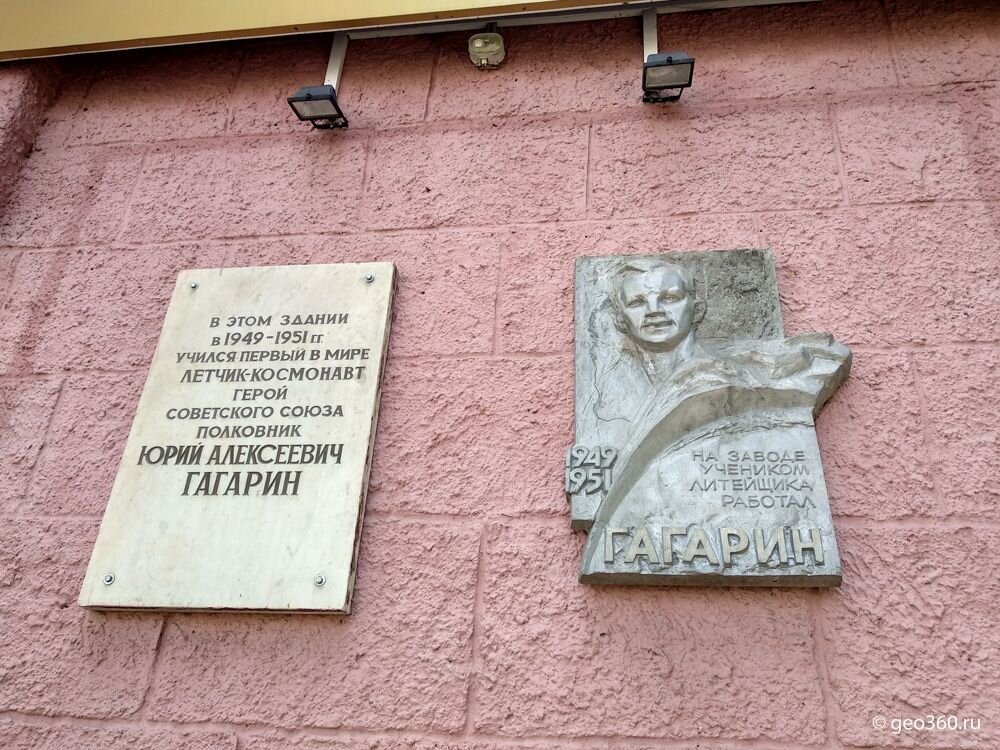 В ЭТОМ ЗДАНИИ
в 1949-1951 гг.
УЧИЛСЯ ПЕРВЫЙ В МИРЕ
ЛЕТЧИК-КОСМОНАВТ
ГЕРОЙ
СОВЕТСКОГО СОЮЗА
ПОЛКОВНИК
ЮРИЙ АЛЕКСЕЕВИЧ
ГАГАРИН
1949
1951
НА ЗАВОДЕ
УЧЕНИКОМ
ЛИТЕЙЩИКА
РАБОТАЛ
ГАГАРИН
© geo360.ru